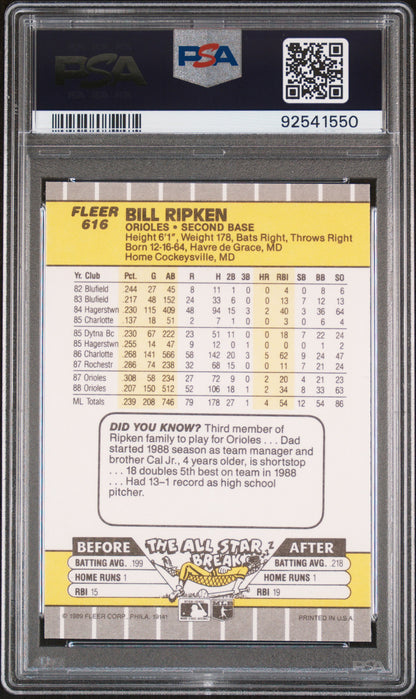 PSA PSA
92541550
FLEER 616 BILL RIPKEN
ORIOLES • SECOND BASE
Height 6'1", Weight 178, Bats Right, Throws Right
Born 12-16-64, Havre de Grace, MD
Home Cockeysville, MD
Yr. Club Pct. G AB R H 2B 3B HR RBI SB BB SO
82 Blufield .244 27 45 8 11 1 0 0 4 0 8 6
83 Blufield .217 48 152 24 33 6 0 0 13 7 12 13
84 Hagerstwn .230 115 409 48 94 15 3 2 40 3 36 64
85 Charlotte .137 18 51 2 7 1 0 0 3 0 6 4
85 Dytna Bc .230 67 222 23 51 11 0 0 18 7 22 24
85 Hagerstwn .255 14 47 9 12 0 1 0 0 0 6 3
86 Charlotte .268 141 566 58 142 20 3 5 62 9 24 47
87 Rochestr .286 74 238 32 68 15 0 0 11 7 21 24
87 Orioles .308 58 234 27 72 9 0 2 20 4 21 23
88 Orioles .207 150 512 52 106 18 1 2 34 8 33 63
ML Totals .239 208 746 79 178 27 1 4 54 12 54 86
DID YOU KNOW? Third member of
Ripken family to play for Orioles . . . Dad
started 1988 season as team manager and
brother Cal Jr., 4 years older, is shortstop
. . . 18 doubles 5th best on team in 1988
. . . Had 13–1 record as high school
pitcher.
BEFORE THE ALL STAR BREAK AFTER
BATTING AVG. .199 BATTING AVG. .218
HOME RUNS 1 HOME RUNS 1
RBI 15 RBI 19
© 1989 FLEER CORP., PHILA. 19141 PRINTED IN U.S.A.